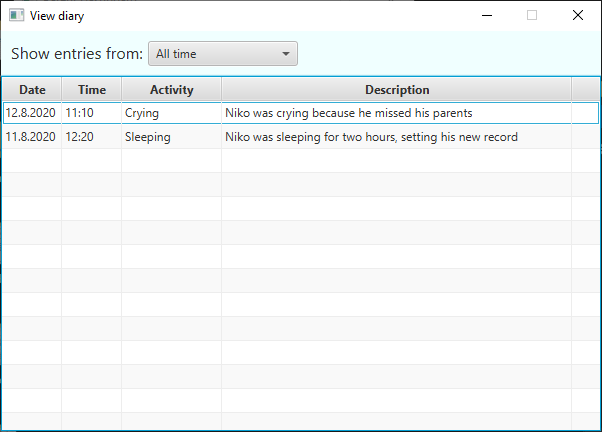 View diary
Show entries from: All time
Date Time Activity Description
12.8.2020 11:10 Crying Niko was crying because he missed his parents
11.8.2020 12:20 Sleeping Niko was sleeping for two hours, setting his new record